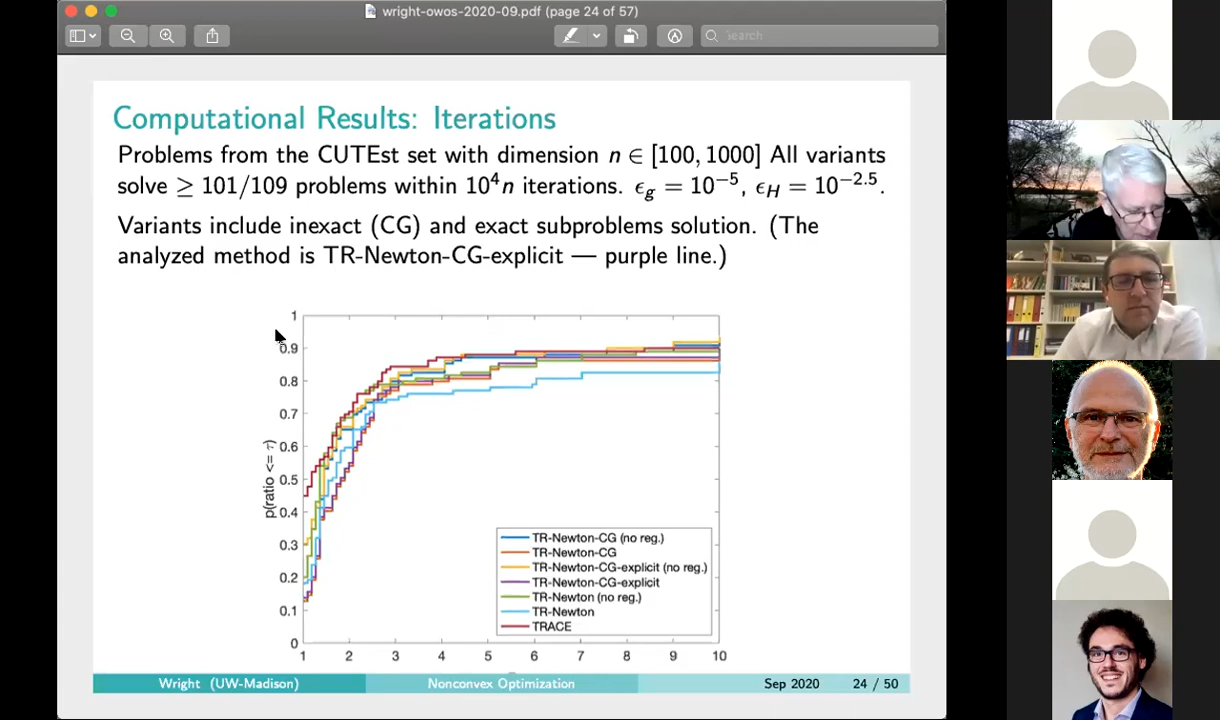 wright-owos-2020-09.pdf (page 24 of 57)
Search
Computational Results: Iterations
Problems from the CUTEst set with dimension n ∈ [100, 1000] All variants
solve ≥ 101/109 problems within 10⁴n iterations. ϵg = 10⁻⁵, ϵH = 10⁻²·⁵.
Variants include inexact (CG) and exact subproblems solution. (The
analyzed method is TR-Newton-CG-explicit — purple line.)
1
0.9
0.8
0.7
0.6
0.5
0.4
0.3
0.2
0.1
0
p(ratio <= τ)
TR-Newton-CG (no reg.)
TR-Newton-CG
TR-Newton-CG-explicit (no reg.)
TR-Newton-CG-explicit
TR-Newton (no reg.)
TR-Newton
TRACE
1 2 3 4 5 6 7 8 9 10
Wright (UW-Madison) Nonconvex Optimization Sep 2020 24 / 50